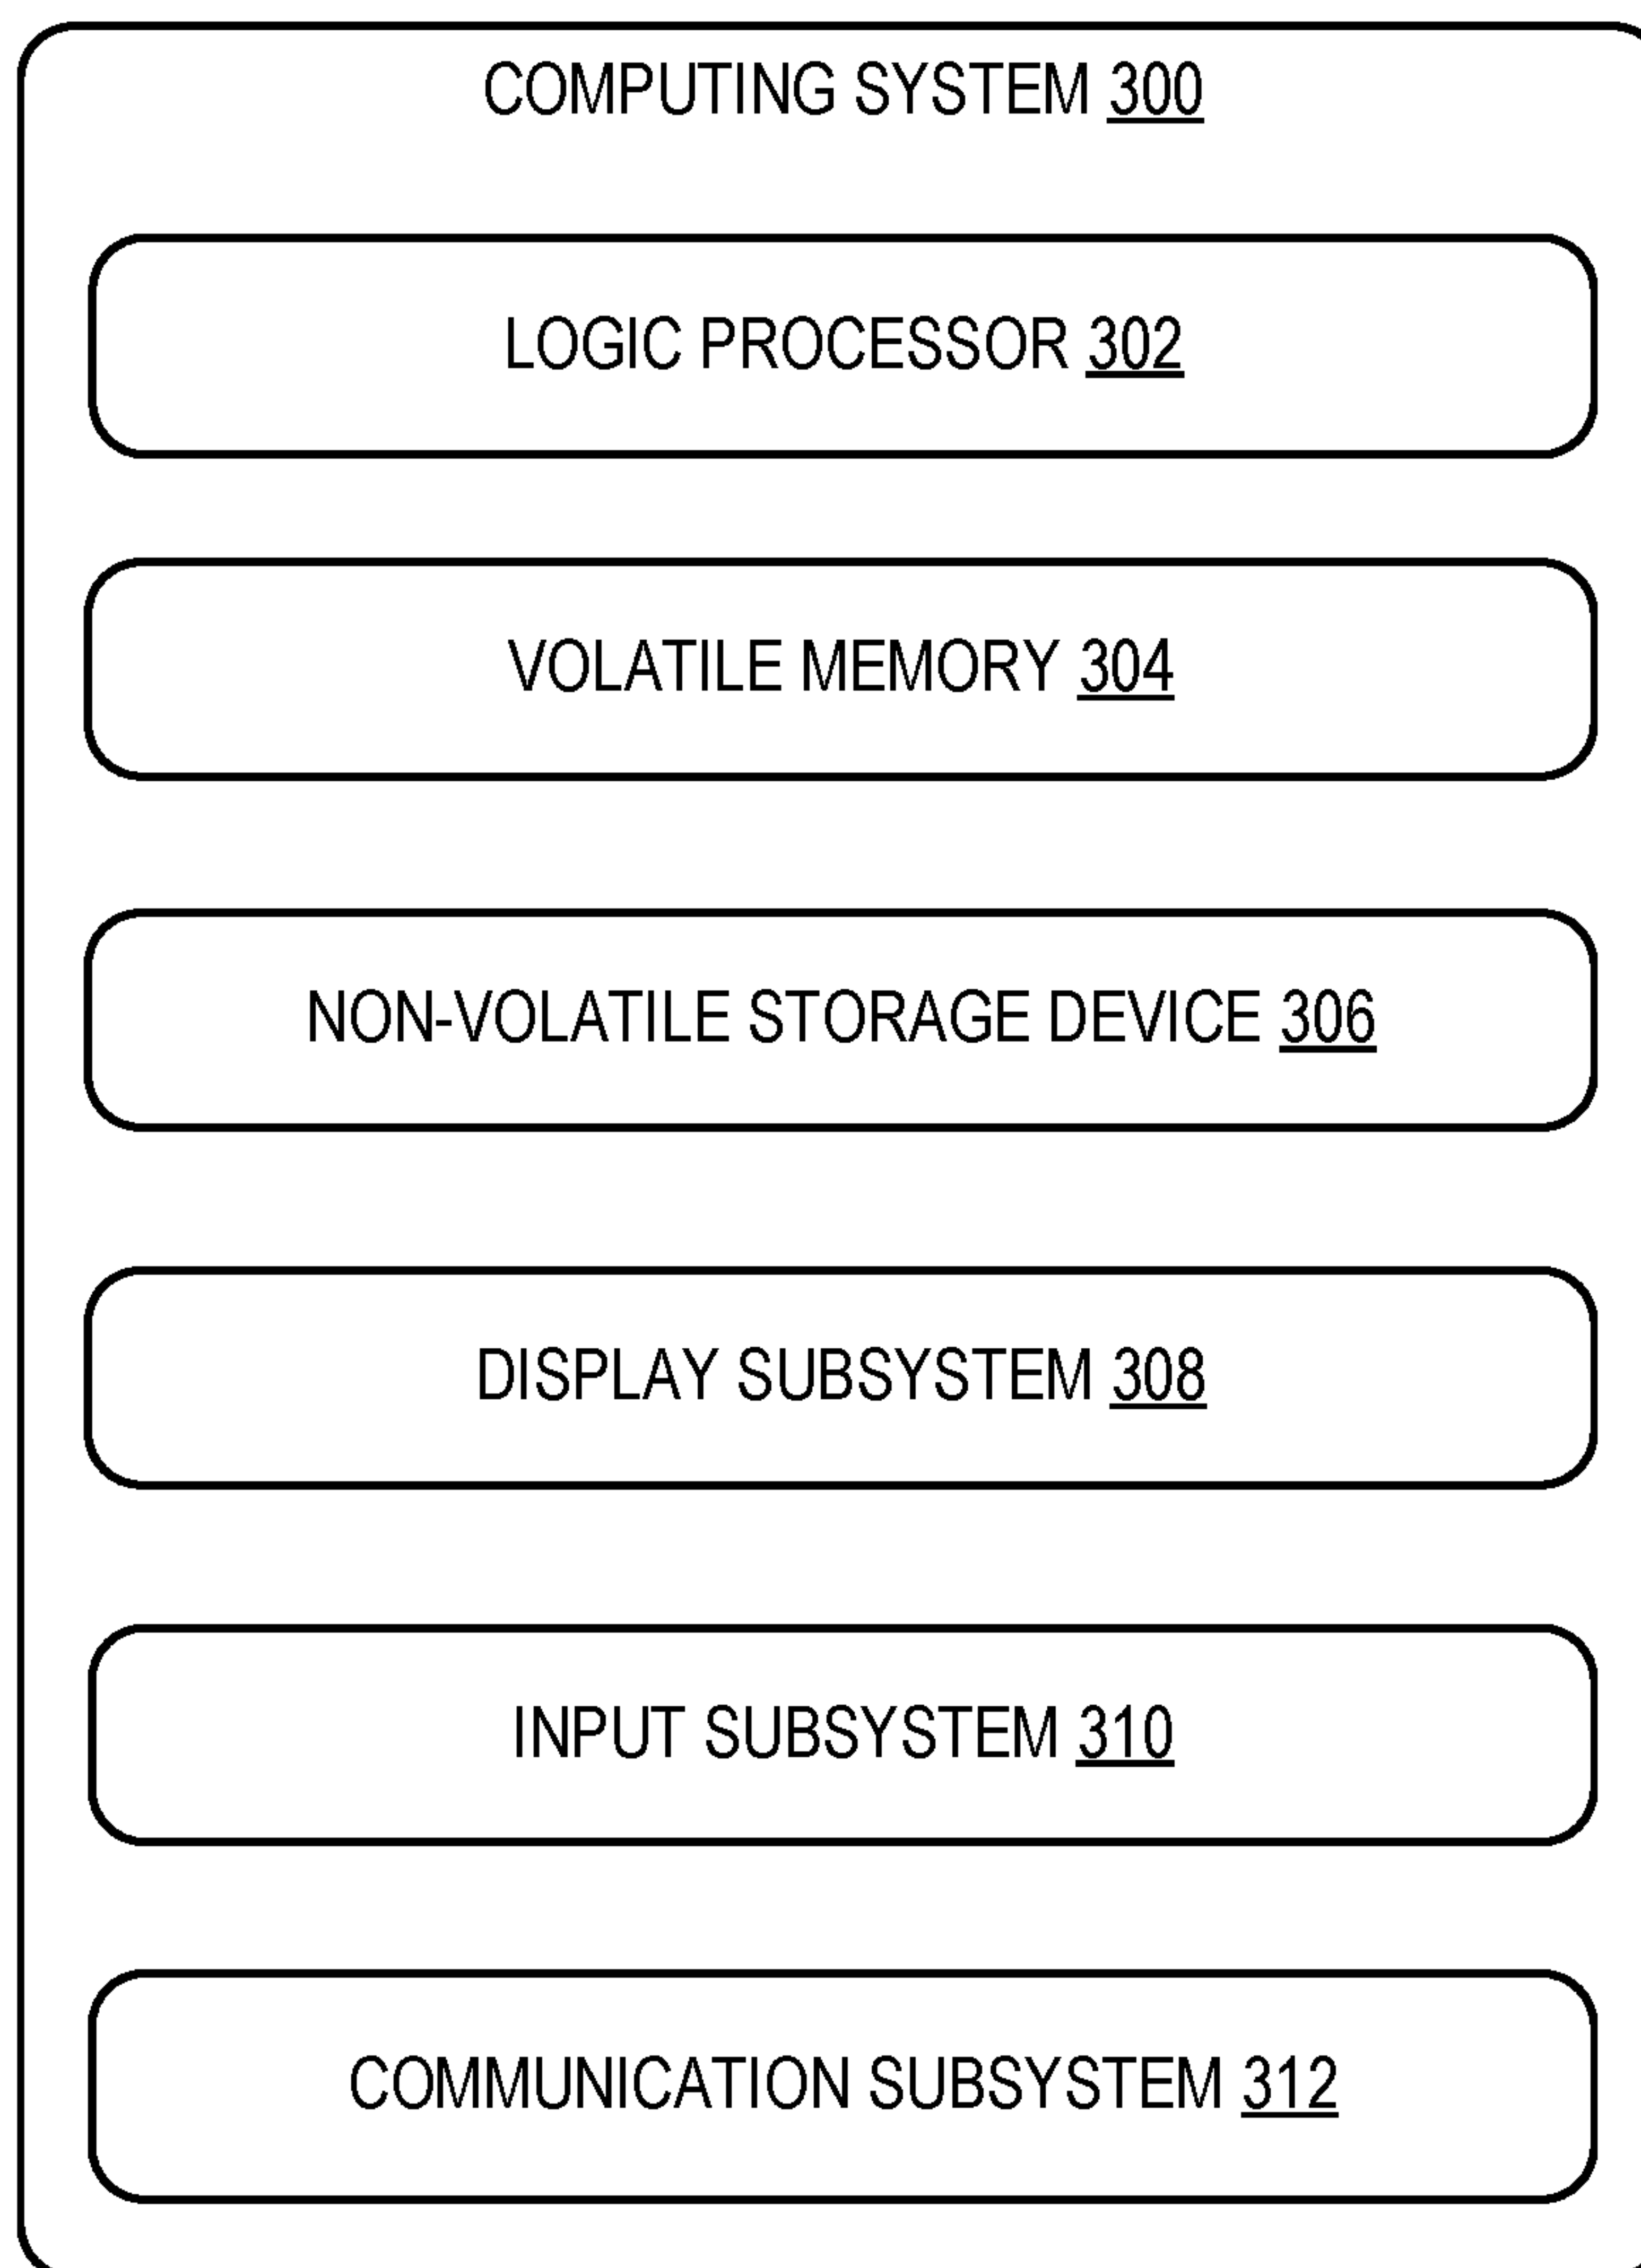 COMPUTING SYSTEM 300
LOGIC PROCESSOR 302
VOLATILE MEMORY 304
NON-VOLATILE STORAGE DEVICE 306
DISPLAY SUBSYSTEM 308
INPUT SUBSYSTEM 310
COMMUNICATION SUBSYSTEM 312